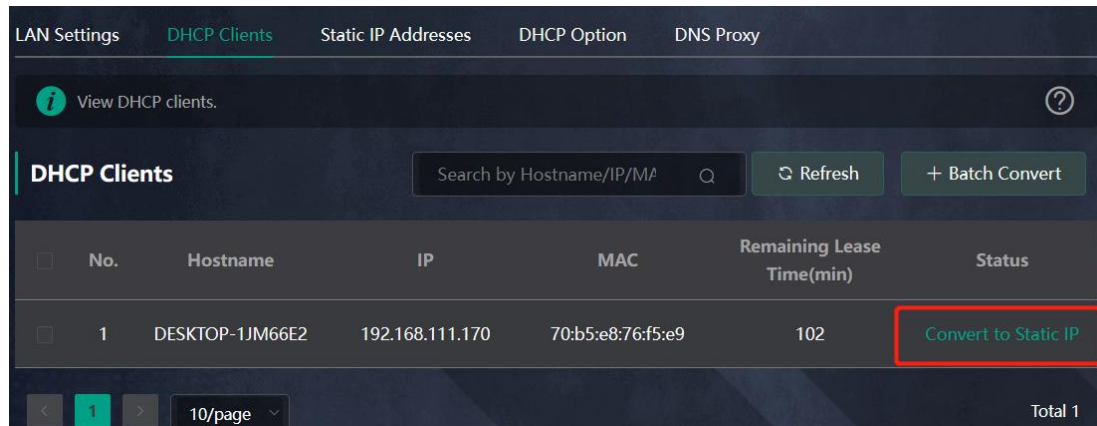 LAN Settings DHCP Clients Static IP Addresses DHCP Option DNS Proxy
i View DHCP clients. ?
DHCP Clients Search by Hostname/IP/MA Refresh + Batch Convert
No. Hostname IP MAC Remaining Lease Time(min) Status
1 DESKTOP-1JM66E2 192.168.111.170 70:b5:e8:76:f5:e9 102 Convert to Static IP
< 1 > 10/page Total 1